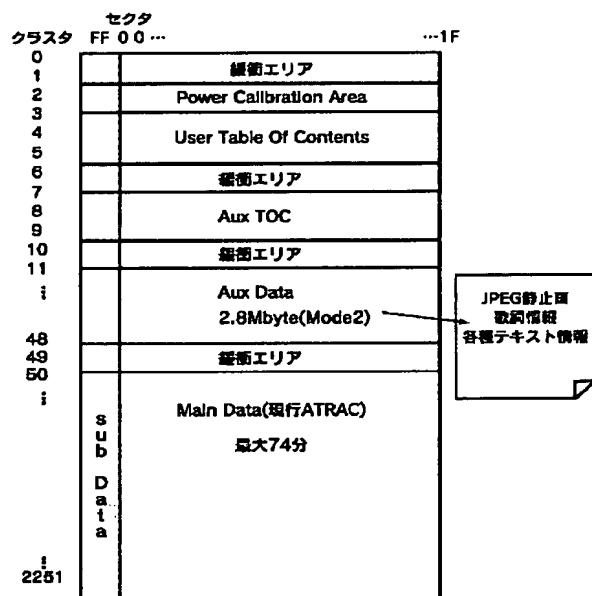 セクタ
クラスタ FF 0 0 … …1F
0
1
緩衝エリア
2
Power Calibration Area
3
4
User Table Of Contents
5
6
緩衝エリア
7
8
Aux TOC
9
10
緩衝エリア
11
⋮
Aux Data
2.8Mbyte(Mode2)
JPEG静止画
歌詞情報
各種テキスト情報
48
49
緩衝エリア
50
⋮
Main Data(現行ATRAC)
最大74分
sub Data
⋮
2251